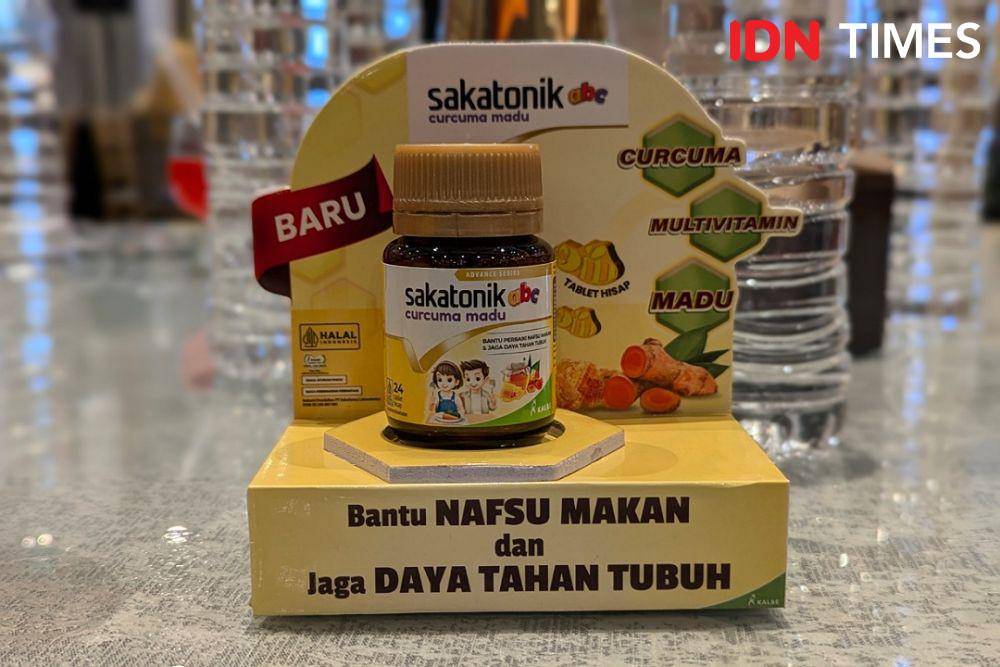 IDN TIMES
sakatonik abc
curcuma madu
CURCUMA
MULTIVITAMIN
MADU
BARU
TABLET HISAP
HALAL
INDONESIA
ADVANCE SERIES
sakatonik abc
curcuma madu
BANTU PERBAIKI NAFSU MAKAN
& JAGA DAYA TAHAN TUBUH
24
KALBE
Bantu NAFSU MAKAN
dan
Jaga DAYA TAHAN TUBUH
KALBE